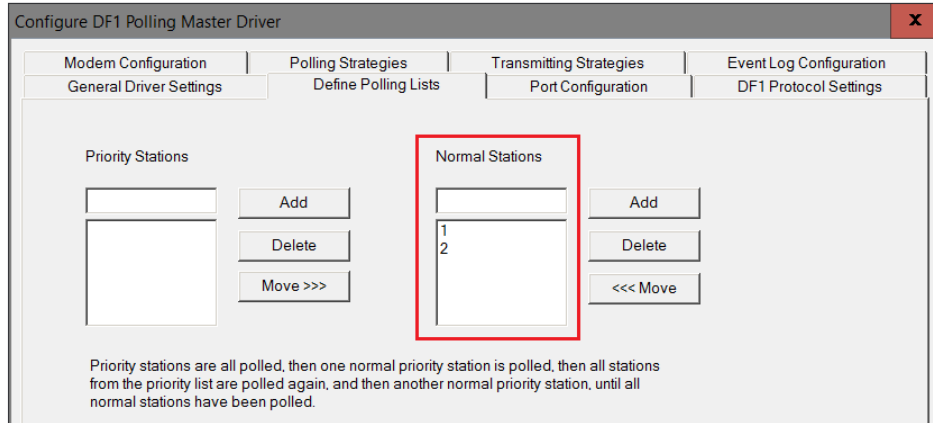 Configure DF1 Polling Master Driver
x
Modem Configuration
Polling Strategies
Transmitting Strategies
Event Log Configuration
General Driver Settings
Define Polling Lists
Port Configuration
DF1 Protocol Settings
Priority Stations
Normal Stations
Add
Add
1
2
Delete
Delete
Move >>>
<<< Move
Priority stations are all polled, then one normal priority station is polled, then all stations
from the priority list are polled again, and then another normal priority station, until all
normal stations have been polled.